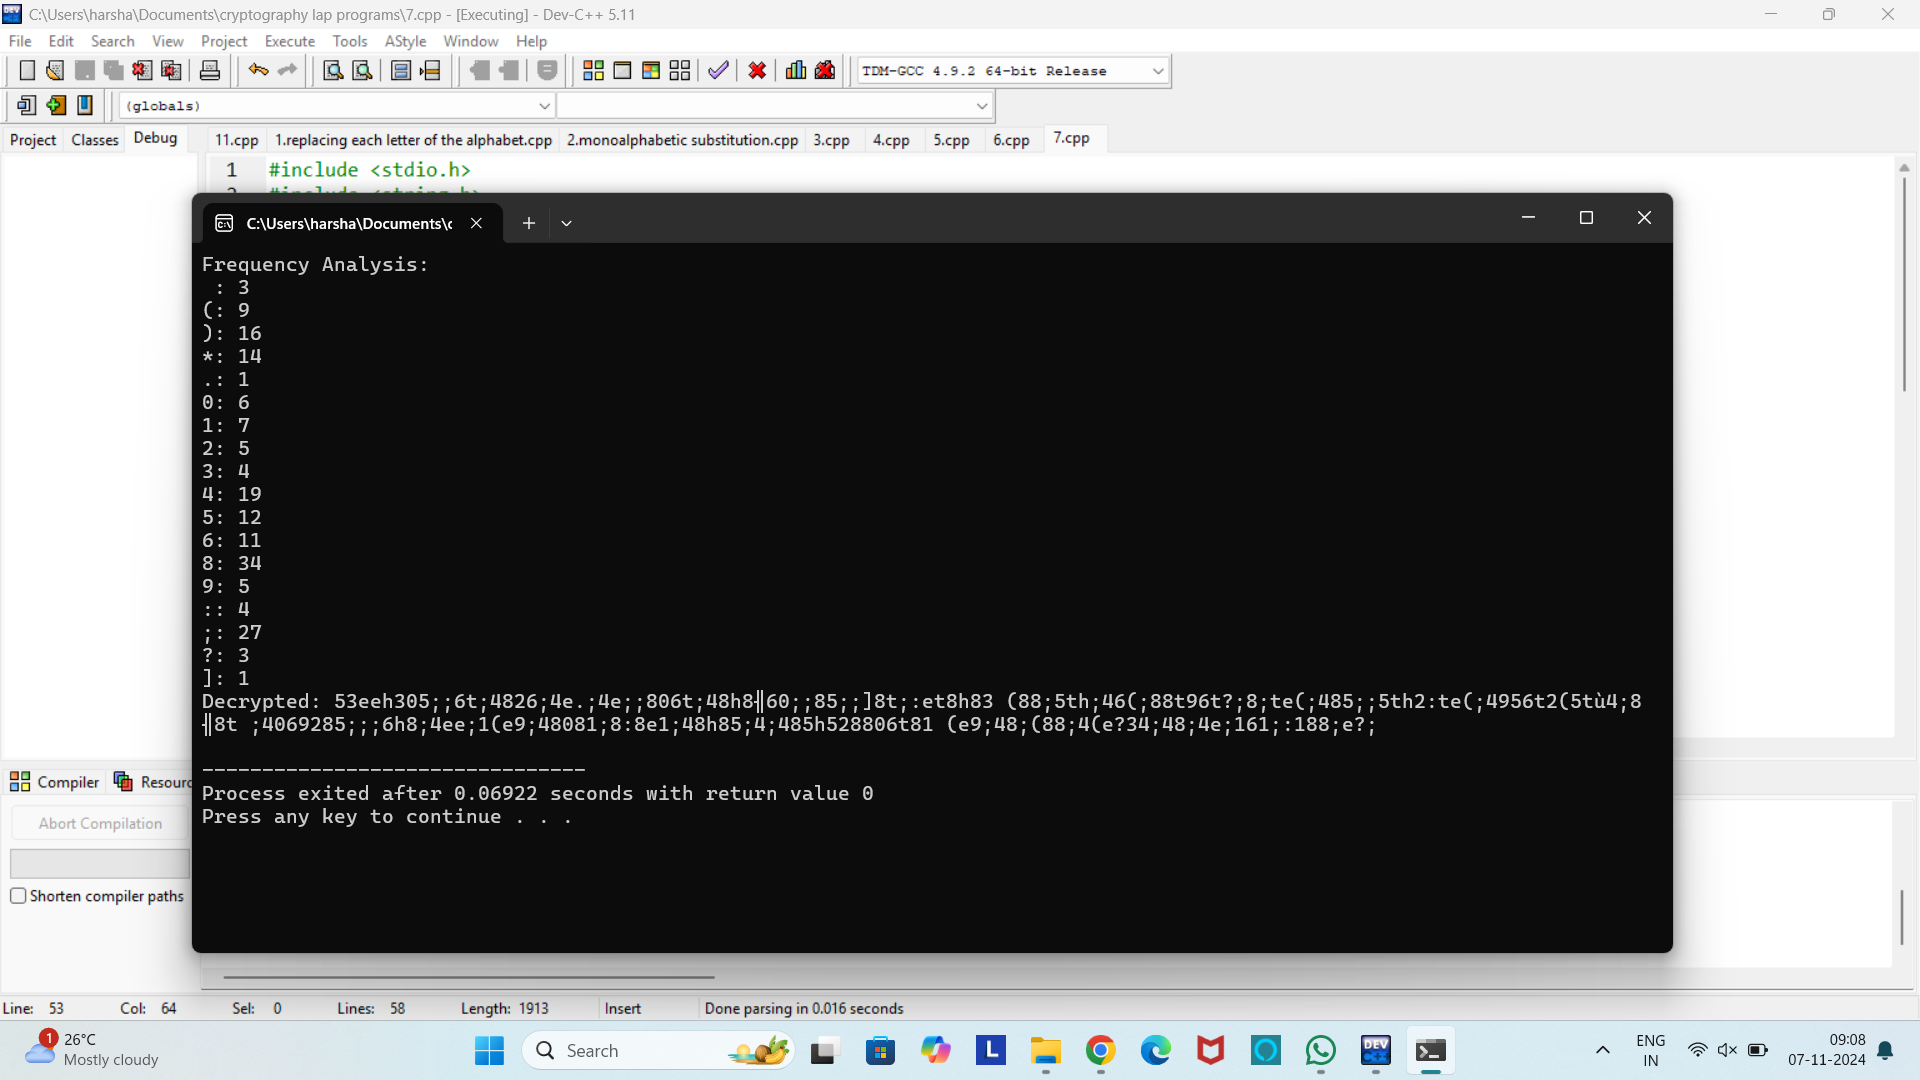 C:\Users\harsha\Documents\cryptography lap programs\7.cpp - [Executing] - Dev-C++ 5.11
File Edit Search View Project Execute Tools AStyle Window Help
TDM-GCC 4.9.2 64-bit Release
(globals)
Project Classes Debug 11.cpp 1.replacing each letter of the alphabet.cpp 2.monoalphabetic substitution.cpp 3.cpp 4.cpp 5.cpp 6.cpp 7.cpp
1 #include <stdio.h>
2 #include <string.h>
C:\Users\harsha\Documents\c
Frequency Analysis:
 : 3
(: 9
): 16
*: 14
.: 1
0: 6
1: 7
2: 5
3: 4
4: 19
5: 12
6: 11
8: 34
9: 5
:: 4
;: 27
?: 3
]: 1
Decrypted: 53eeh305;;6t;4826;4e.;4e;;806t;48h8╢60;;85;;]8t;:et8h83 (88;5th;46(;88t96t?;8;te(;485;;5th2:te(;4956t2(5tù4;8
╢8t ;4069285;;;6h8;4ee;1(e9;48081;8:8e1;48h85;4;485h528806t81 (e9;48;(88;4(e?34;48;4e;161;:188;e?;
--------------------------------
Process exited after 0.06922 seconds with return value 0
Press any key to continue . . .
Compiler Resourc
Abort Compilation
Shorten compiler paths
Line: 53 Col: 64 Sel: 0 Lines: 58 Length: 1913 Insert Done parsing in 0.016 seconds
1 26°C
Mostly cloudy
Search
L
DEV
C++
ENG
IN
09:08
07-11-2024